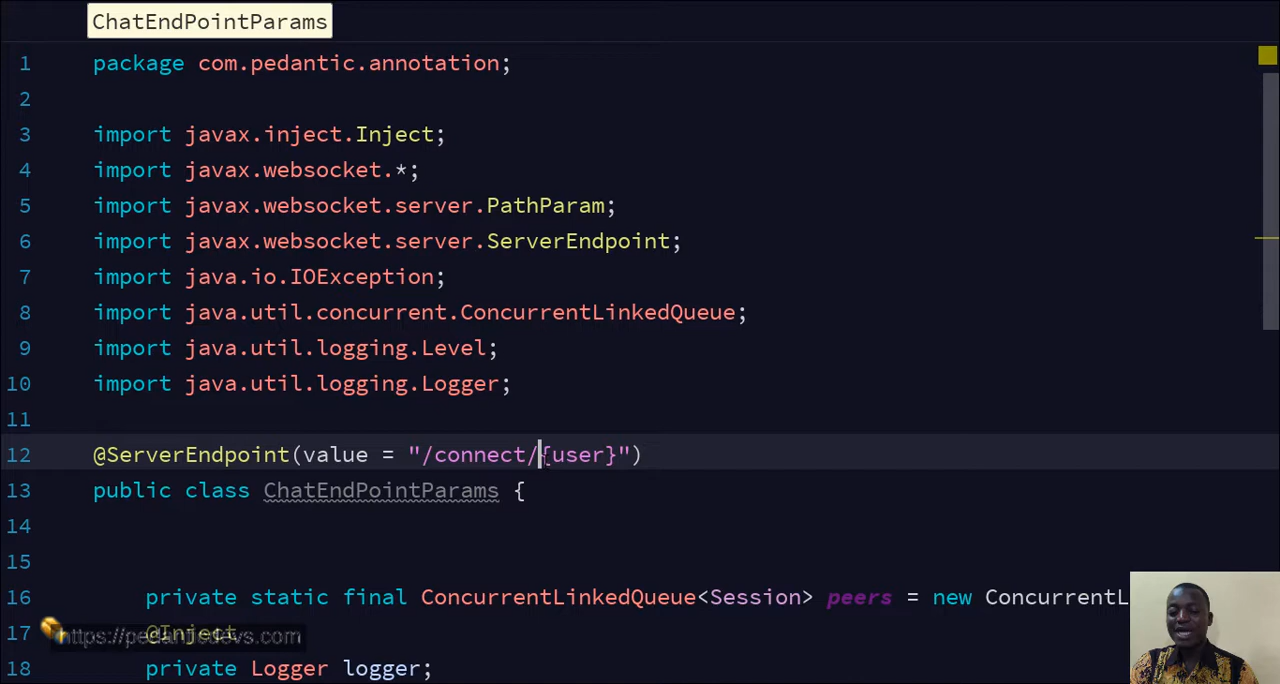 ChatEndPointParams
1 package com.pedantic.annotation;
2
3 import javax.inject.Inject;
4 import javax.websocket.*;
5 import javax.websocket.server.PathParam;
6 import javax.websocket.server.ServerEndpoint;
7 import java.io.IOException;
8 import java.util.concurrent.ConcurrentLinkedQueue;
9 import java.util.logging.Level;
10 import java.util.logging.Logger;
11
12 @ServerEndpoint(value = "/connect/{user}")
13 public class ChatEndPointParams {
14
15
16 private static final ConcurrentLinkedQueue<Session> peers = new ConcurrentL
17 @Inject
https://pedanticdevs.com
18 private Logger logger;